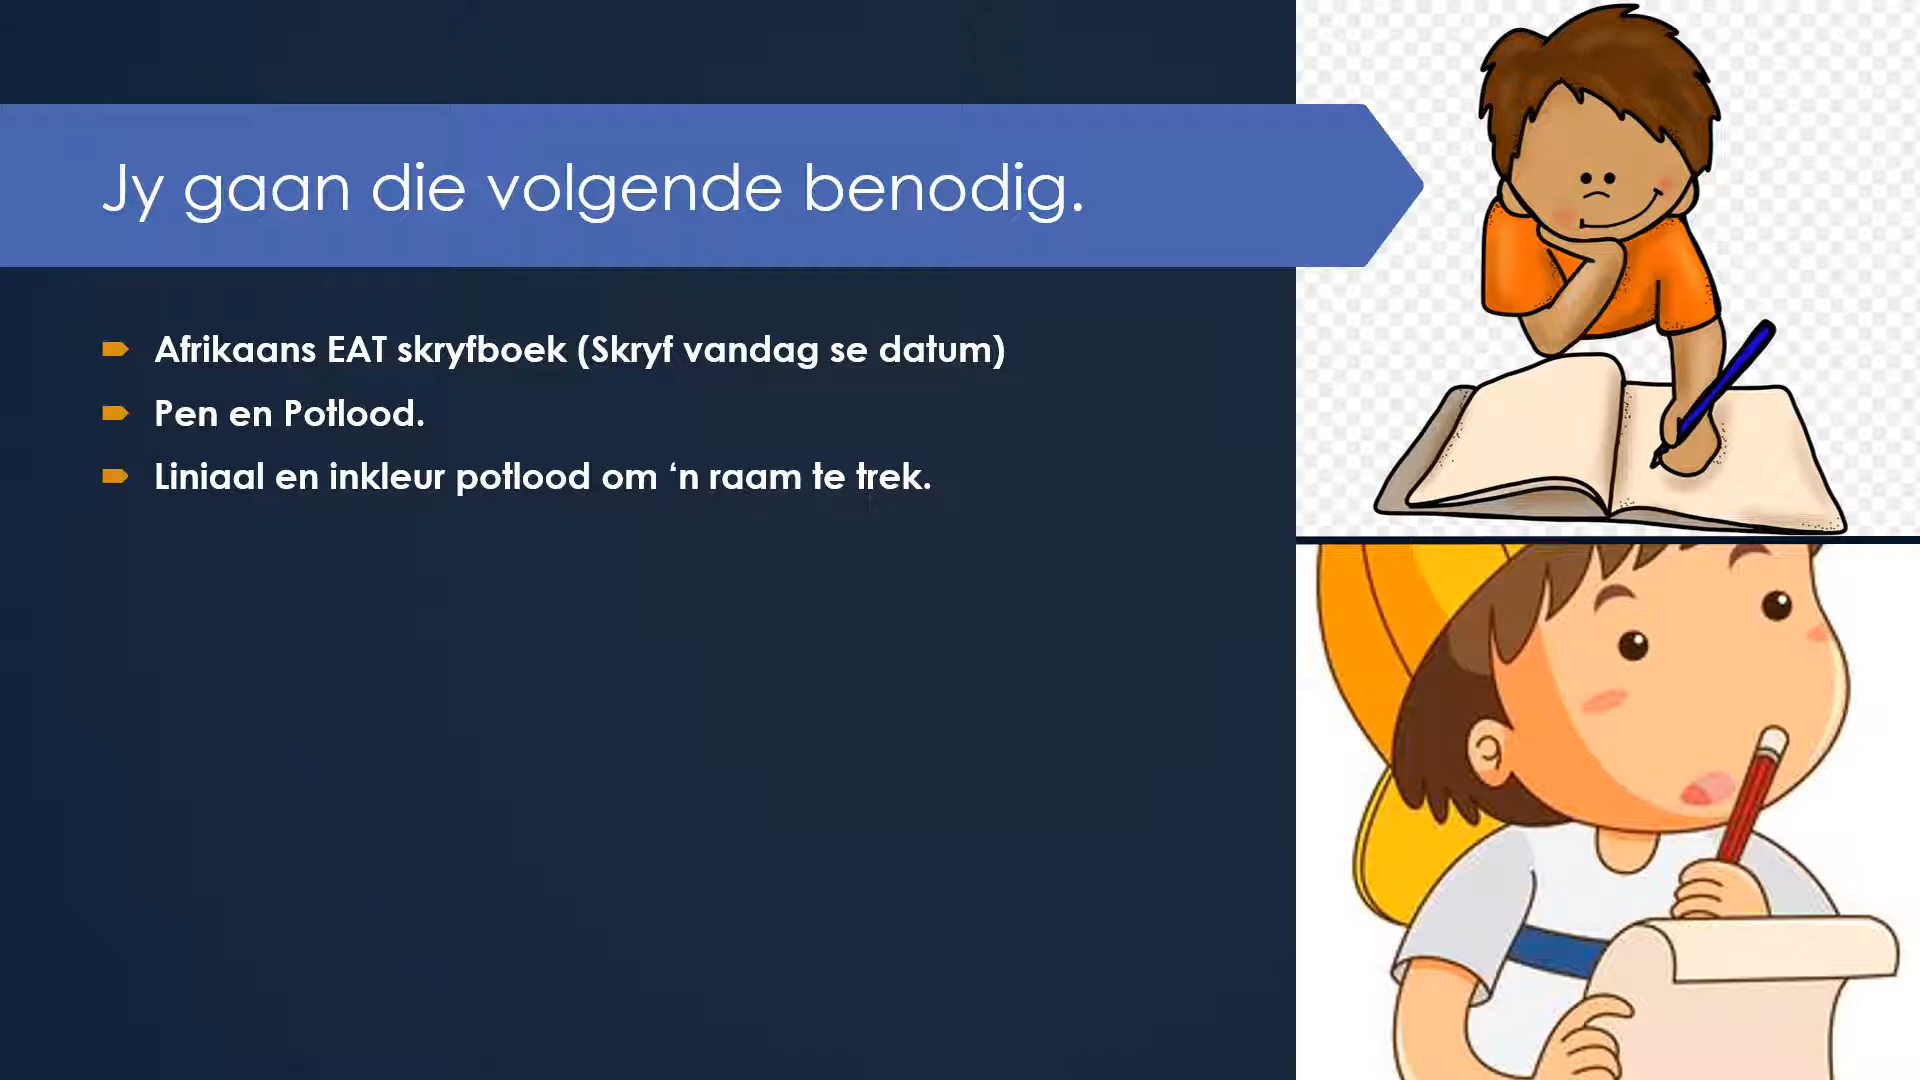 Jy gaan die volgende benodig.
Afrikaans EAT skryfboek (Skryf vandag se datum)
Pen en Potlood.
Liniaal en inkleur potlood om ‘n raam te trek.